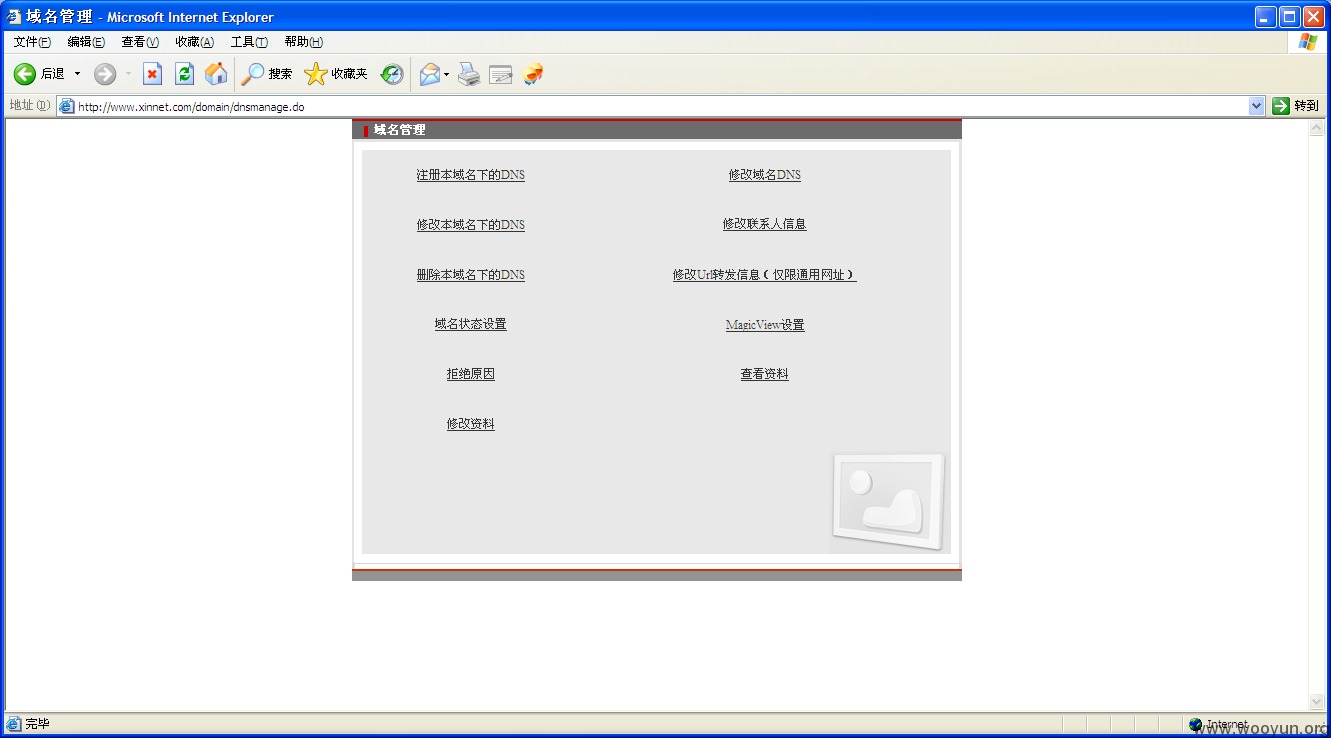 域名管理 - Microsoft Internet Explorer
文件(F) 编辑(E) 查看(V) 收藏(A) 工具(T) 帮助(H)
后退 搜索 收藏夹
地址(D) http://www.xinnet.com/domain/dnsmanage.do 转到
域名管理
注册本域名下的DNS 修改域名DNS
修改本域名下的DNS 修改联系人信息
删除本域名下的DNS 修改Url转发信息（仅限通用网址）
域名状态设置 MagicView设置
拒绝原因 查看资料
修改资料
完毕 Internet
www.wooyun.org